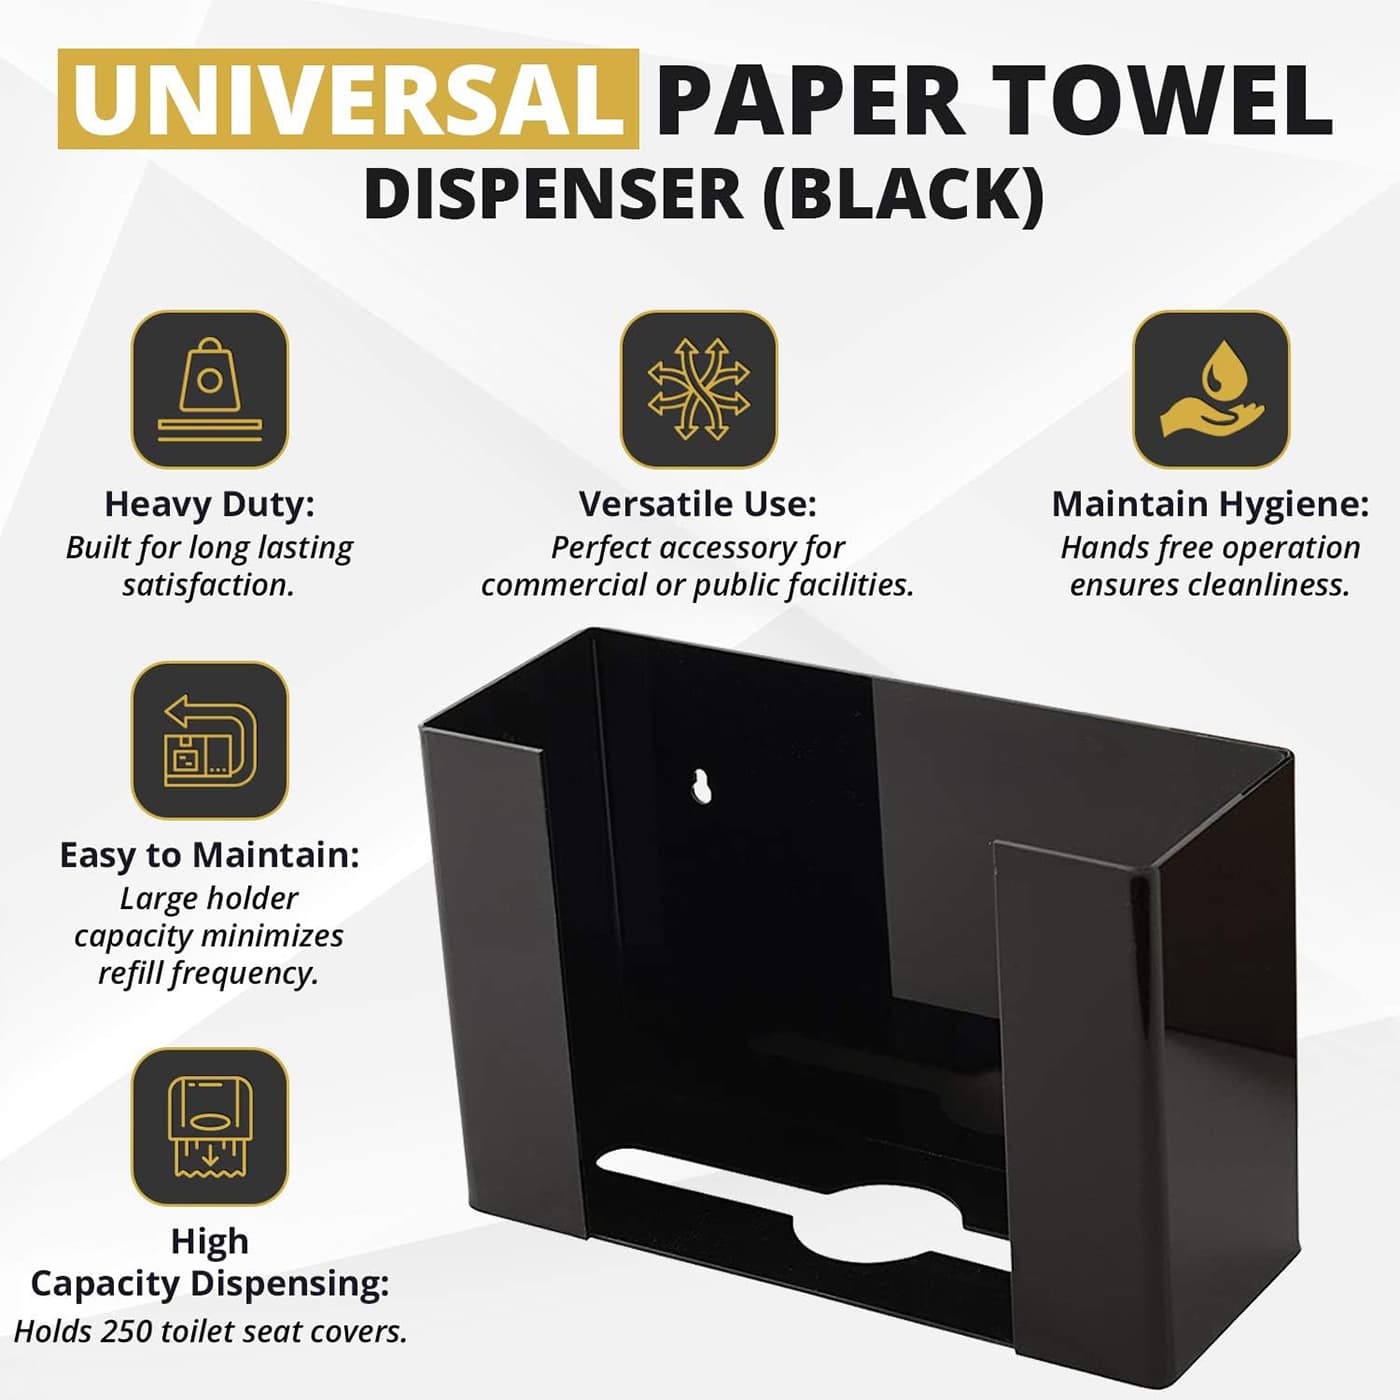 UNIVERSAL PAPER TOWEL
DISPENSER (BLACK)
Heavy Duty:
Built for long lasting
satisfaction.
Versatile Use:
Perfect accessory for
commercial or public facilities.
Maintain Hygiene:
Hands free operation
ensures cleanliness.
Easy to Maintain:
Large holder
capacity minimizes
refill frequency.
High
Capacity Dispensing:
Holds 250 toilet seat covers.